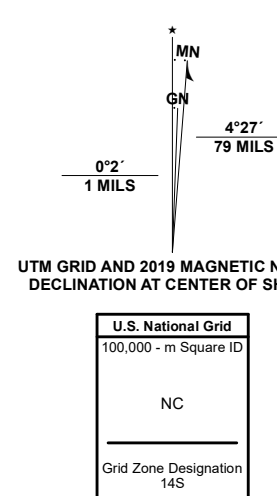 ★
MN
GN
4°27´
79 MILS
0°2´
1 MILS
UTM GRID AND 2019 MAGNETIC N
DECLINATION AT CENTER OF SH
U.S. National Grid
100,000 - m Square ID
NC
Grid Zone Designation
14S